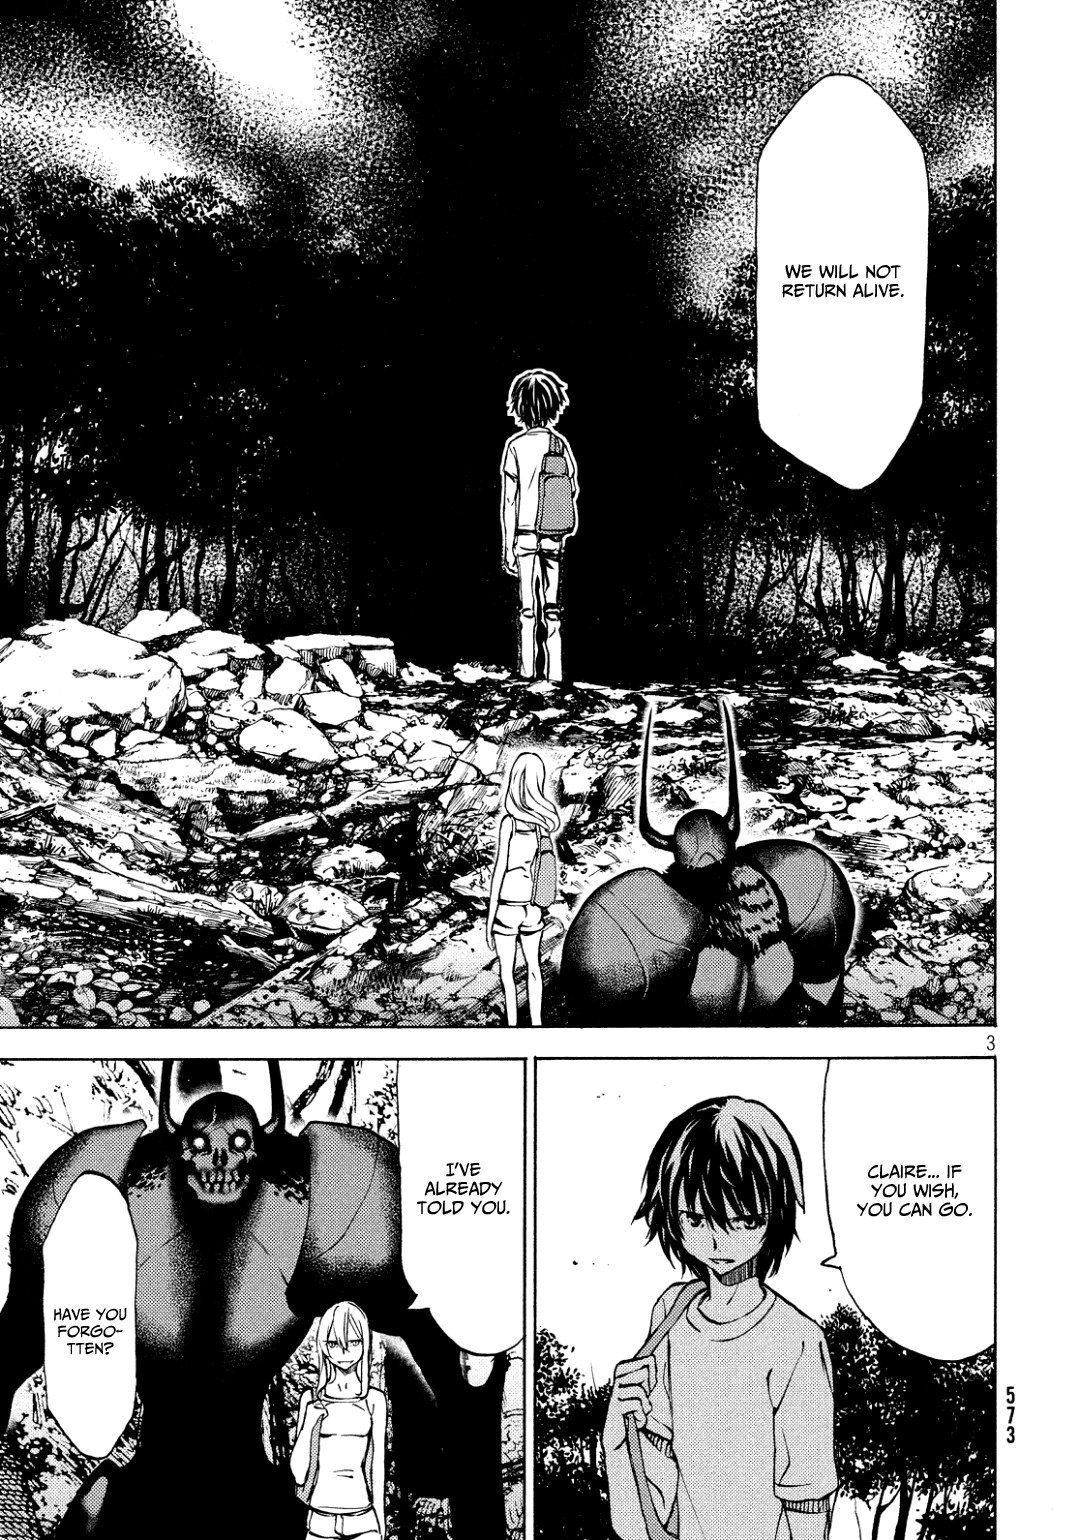 WE WILL NOT
RETURN ALIVE.
3
CLAIRE... IF
YOU WISH,
YOU CAN GO.
I'VE
ALREADY
TOLD YOU.
HAVE YOU
FORGO-
TTEN?
573